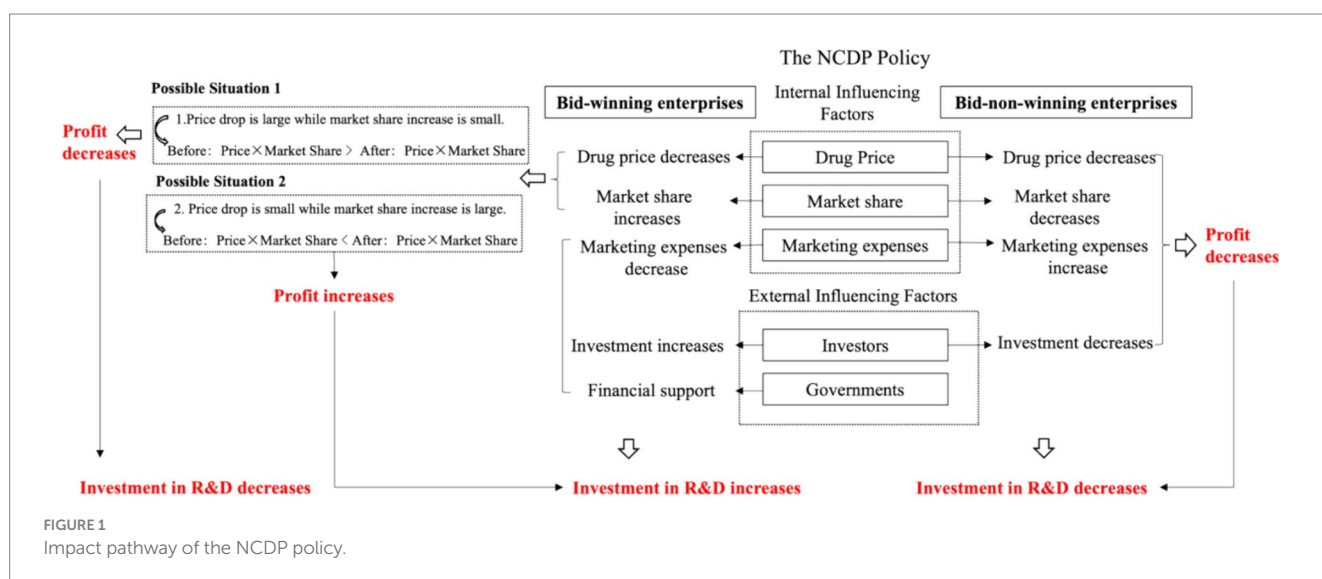 The NCDP Policy
Possible Situation 1
1.Price drop is large while market share increase is small.
Before: Price×Market Share > After: Price×Market Share
Profit
decreases
Possible Situation 2
2. Price drop is small while market share increase is large.
Before: Price×Market Share < After: Price×Market Share
Profit increases
Bid-winning enterprises
Internal Influencing
Factors
Bid-non-winning enterprises
Drug price decreases
Drug Price
Drug price decreases
Market share
increases
Market share
Market share
decreases
Marketing expenses
decrease
Marketing expenses
Marketing expenses
increase
Profit
decreases
External Influencing Factors
Investment increases
Investors
Investment decreases
Financial support
Governments
Investment in R&D decreases
Investment in R&D increases
Investment in R&D decreases
FIGURE 1
Impact pathway of the NCDP policy.